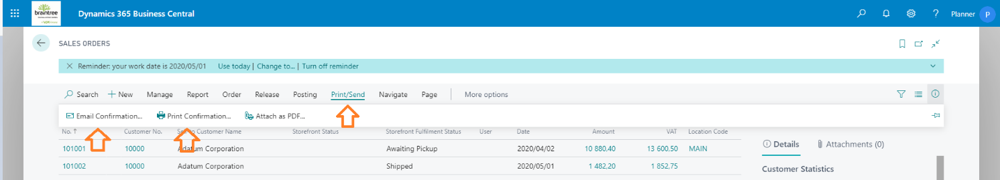 braintree
Dynamics 365 Business Central
Planner
P
SALES ORDERS
Reminder: your work date is 2020/05/01 Use today | Change to... | Turn off reminder
Search New Manage Report Order Release Posting Print/Send Navigate Page More options
Email Confirmation... Print Confirmation... Attach as PDF...
No. ↑ Customer No. Customer Name Storefront Status Storefront Fulfilment Status User Date Amount VAT Location Code
101001 10000 Adatum Corporation Awaiting Pickup 2020/04/02 10 880,40 13 600,50 MAIN
101002 10000 Adatum Corporation Shipped 2020/05/01 1 482,20 1 852,75
Details Attachments (0)
Customer Statistics